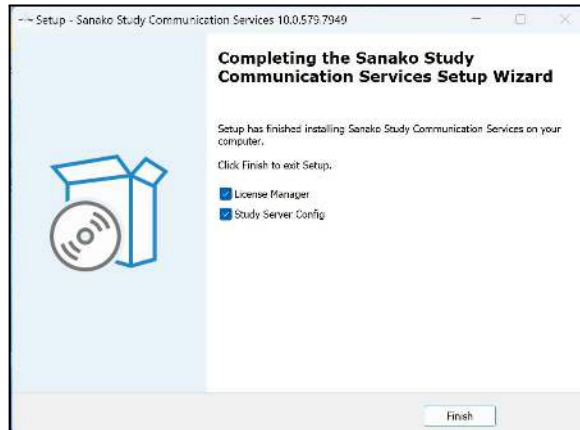 Setup - Sanako Study Communication Services 10.0.579.7949
Completing the Sanako Study
Communication Services Setup Wizard
Setup has finished installing Sanako Study Communication Services on your
computer.
Click Finish to exit Setup.
License Manager
Study Server Config
Finish